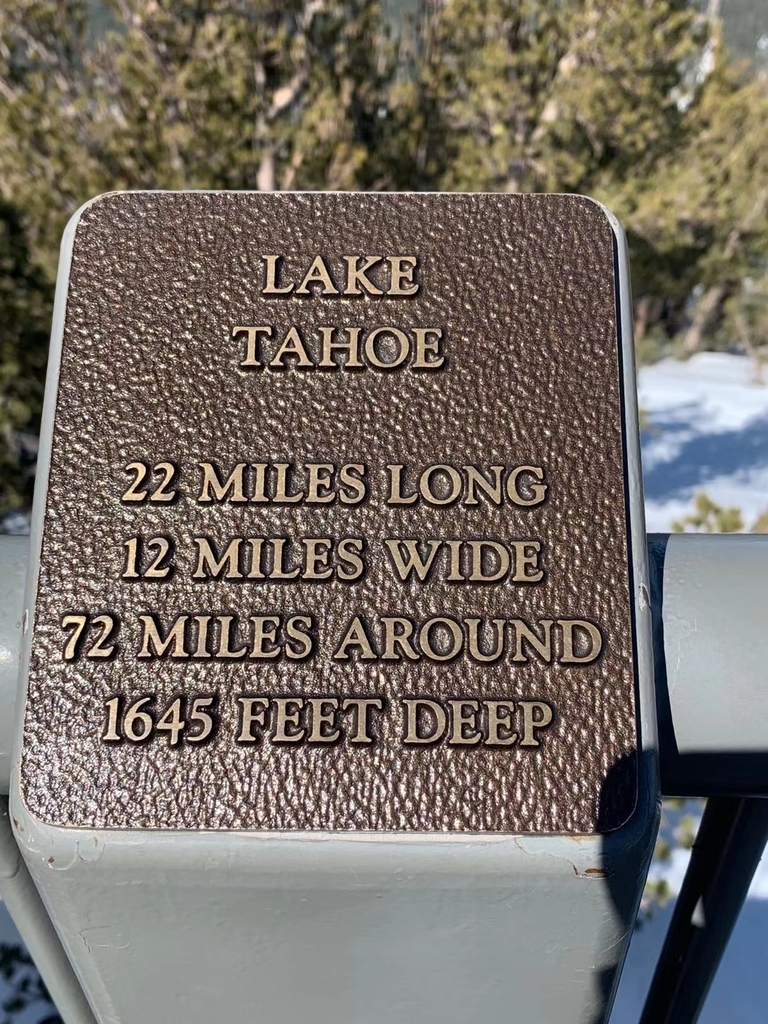 LAKE
TAHOE
22 MILES LONG
12 MILES WIDE
72 MILES AROUND
1645 FEET DEEP